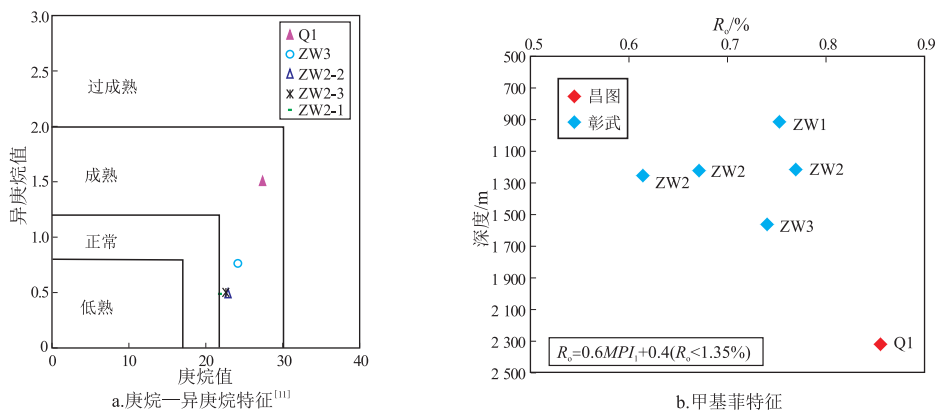 3.0
2.5
2.0
1.5
1.0
0.5
0
异庚烷值
过成熟
成熟
正常
低熟
Q1
ZW3
ZW2-2
ZW2-3
ZW2-1
0 10 20 30 40
庚烷值
a.庚烷—异庚烷特征[11]
Ro/%
0.5 0.6 0.7 0.8 0.9
500
700
900
1 100
1 300
1 500
1 700
1 900
2 100
2 300
2 500
深度/m
昌图
彰武
ZW1
ZW2
ZW2
ZW2
ZW3
Q1
Ro=0.6MPI1+0.4(Ro<1.35%)
b.甲基菲特征